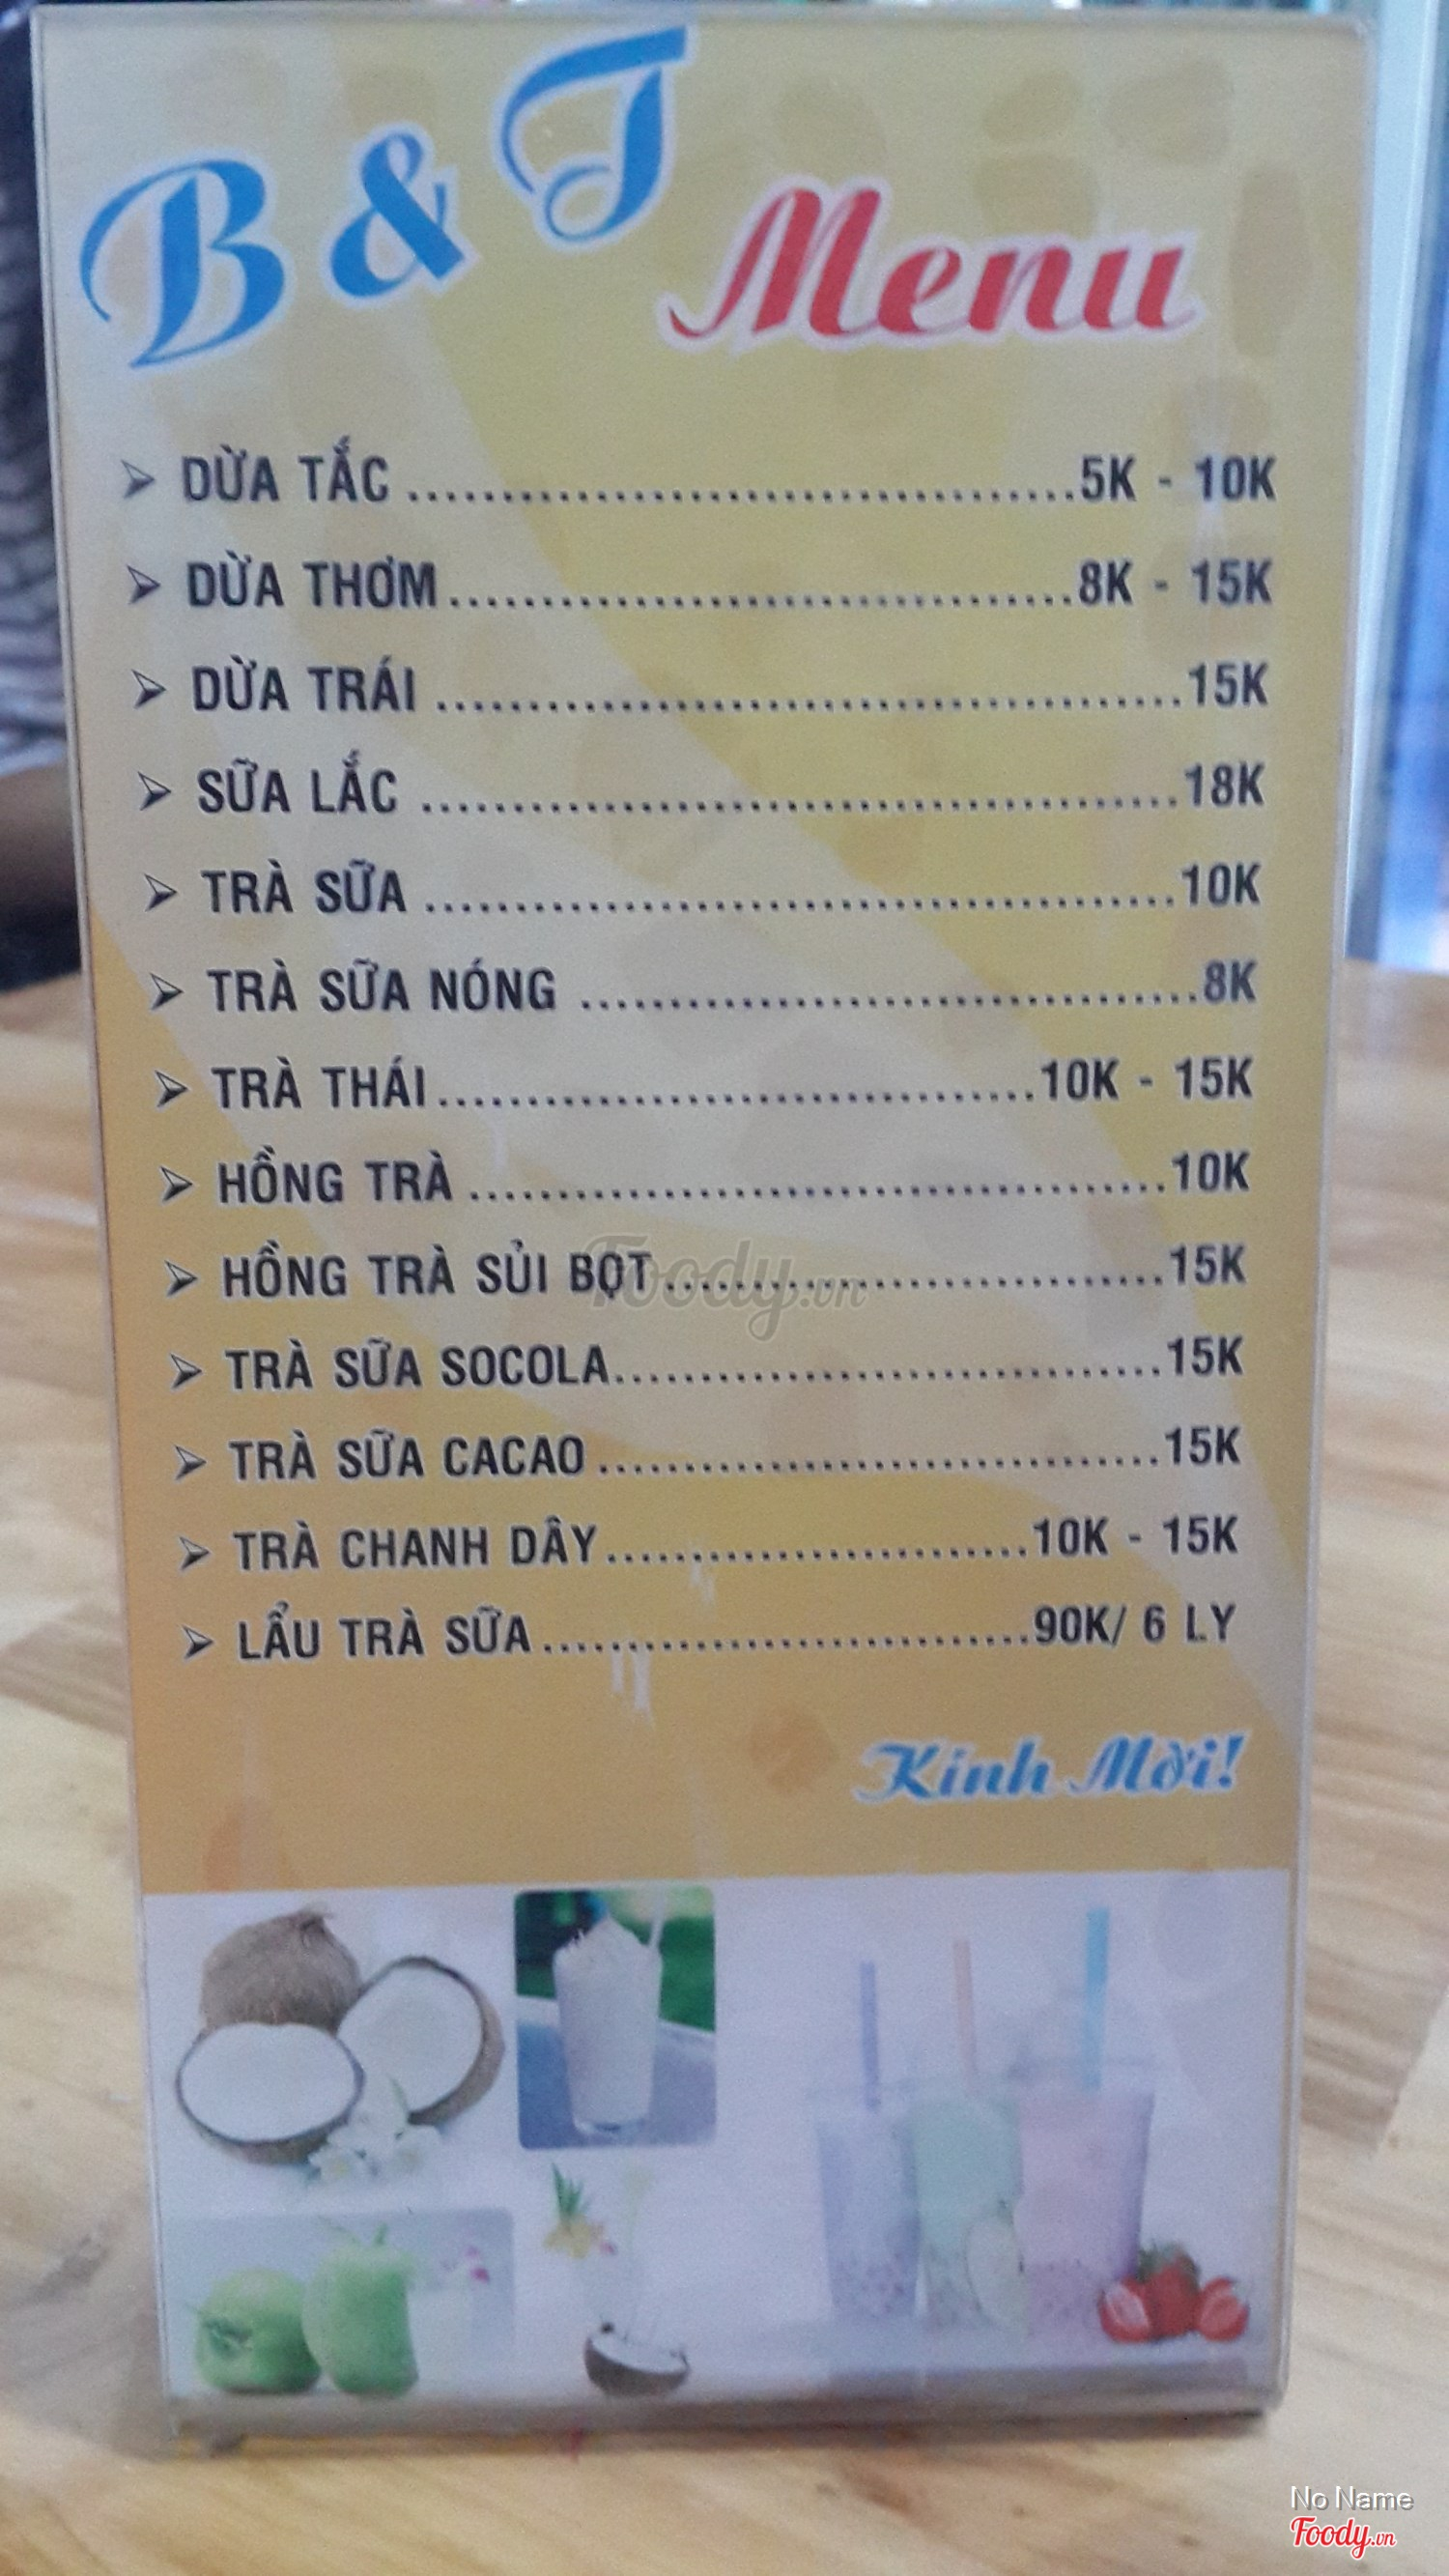 B & T Menu
DỪA TẮC ........................................5K - 10K
DỪA THƠM........................................8K - 15K
DỪA TRÁI ........................................15K
SỮA LẮC ........................................18K
TRÀ SỮA ........................................10K
TRÀ SỮA NÓNG ........................................8K
TRÀ THÁI........................................10K - 15K
HỒNG TRÀ ........................................10K
HỒNG TRÀ SỦI BỌT ........................................15K
TRÀ SỮA SOCOLA........................................15K
TRÀ SỮA CACAO ........................................15K
TRÀ CHANH DÂY........................................10K - 15K
LẨU TRÀ SỮA ........................................90K/ 6 LY
Kính Mời!
Foody.vn
No Name
Foody.vn